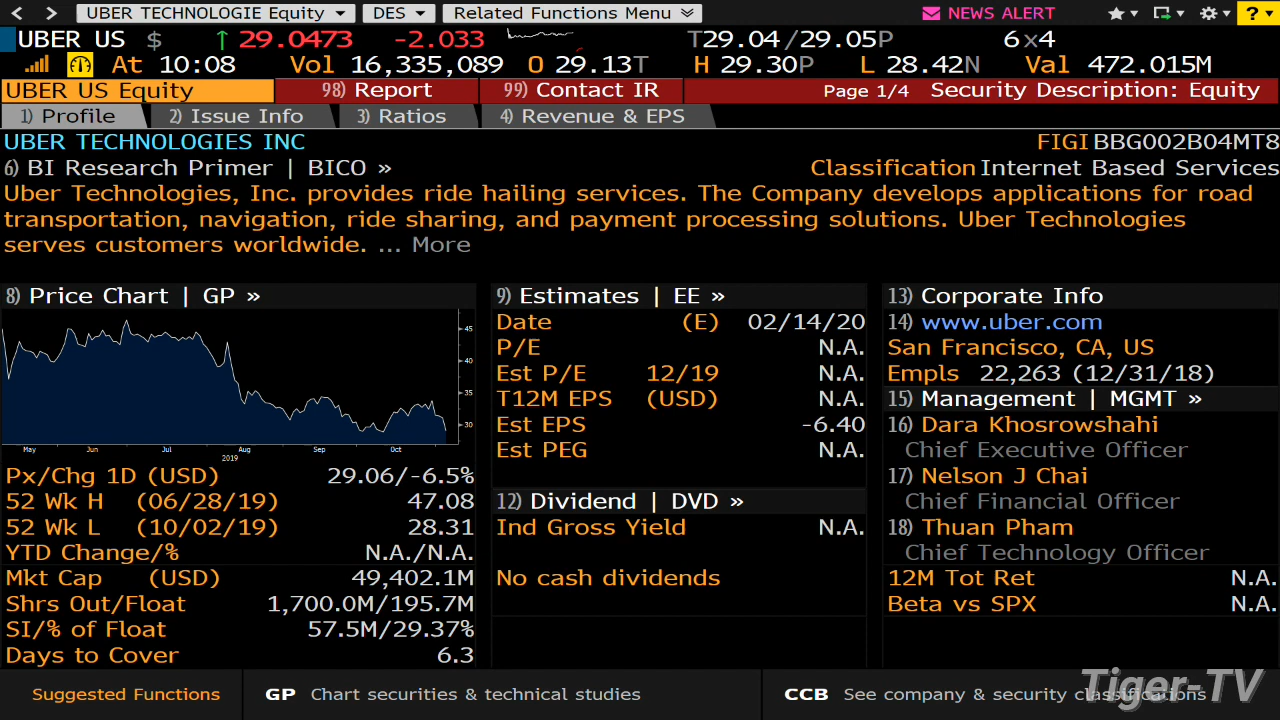 UBER TECHNOLOGIE Equity DES Related Functions Menu NEWS ALERT ?
UBER US $ ↑ 29.0473 -2.033 T29.04/29.05P 6x4
At 10:08 Vol 16,335,089 O 29.13T H 29.30P L 28.42N Val 472.015M
UBER US Equity 98) Report 99) Contact IR Page 1/4 Security Description: Equity
1) Profile 2) Issue Info 3) Ratios 4) Revenue & EPS
UBER TECHNOLOGIES INC FIGI BBG002B04MT8
6) BI Research Primer | BICO » Classification Internet Based Services
Uber Technologies, Inc. provides ride hailing services. The Company develops applications for road
transportation, navigation, ride sharing, and payment processing solutions. Uber Technologies
serves customers worldwide. ... More
8) Price Chart | GP »
45
40
35
30
May Jun Jul Aug Sep Oct
2019
Px/Chg 1D (USD) 29.06/-6.5%
52 Wk H (06/28/19) 47.08
52 Wk L (10/02/19) 28.31
YTD Change/% N.A./N.A.
Mkt Cap (USD) 49,402.1M
Shrs Out/Float 1,700.0M/195.7M
SI/% of Float 57.5M/29.37%
Days to Cover 6.3
9) Estimates | EE »
Date (E) 02/14/20
P/E N.A.
Est P/E 12/19 N.A.
T12M EPS (USD) N.A.
Est EPS -6.40
Est PEG N.A.
12) Dividend | DVD »
Ind Gross Yield N.A.
No cash dividends
13) Corporate Info
14) www.uber.com
San Francisco, CA, US
Empls 22,263 (12/31/18)
15) Management | MGMT »
16) Dara Khosrowshahi
Chief Executive Officer
17) Nelson J Chai
Chief Financial Officer
18) Thuan Pham
Chief Technology Officer
12M Tot Ret N.A.
Beta vs SPX N.A.
Suggested Functions GP Chart securities & technical studies CCB See company & security classifications
Tiger-TV